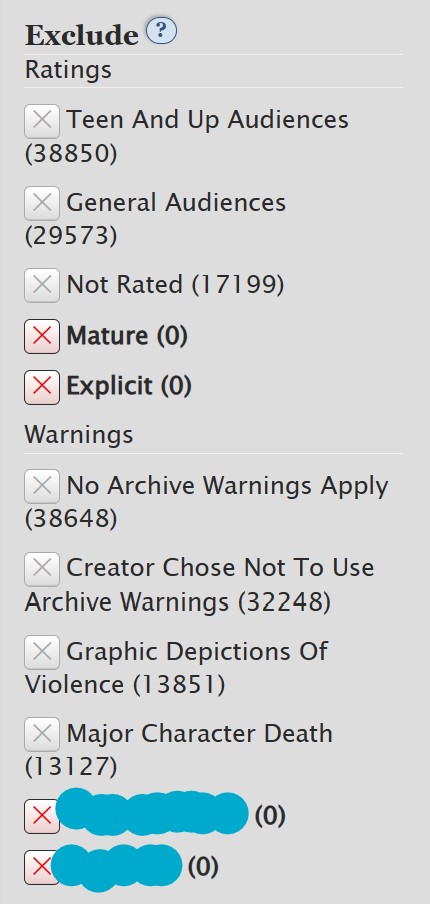 Exclude ?
Ratings
Teen And Up Audiences
(38850)
General Audiences
(29573)
Not Rated (17199)
Mature (0)
Explicit (0)
Warnings
No Archive Warnings Apply
(38648)
Creator Chose Not To Use
Archive Warnings (32248)
Graphic Depictions Of
Violence (13851)
Major Character Death
(13127)
(0)
(0)